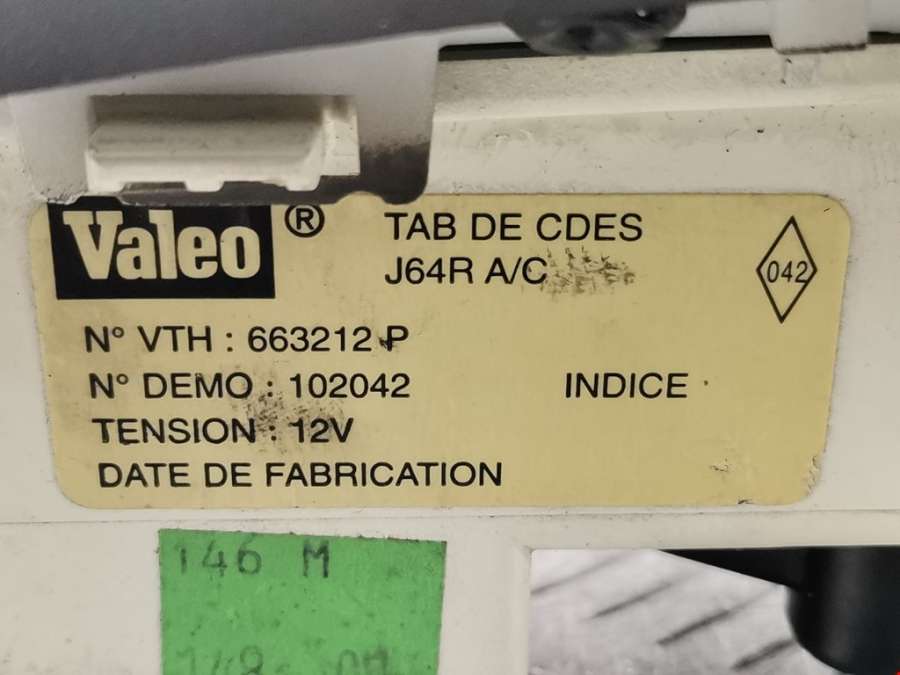 Valeo ®
TAB DE CDES
J64R A/C
042
N° VTH : 663212 P
N° DEMO : 102042
INDICE
TENSION : 12V
DATE DE FABRICATION
146 M